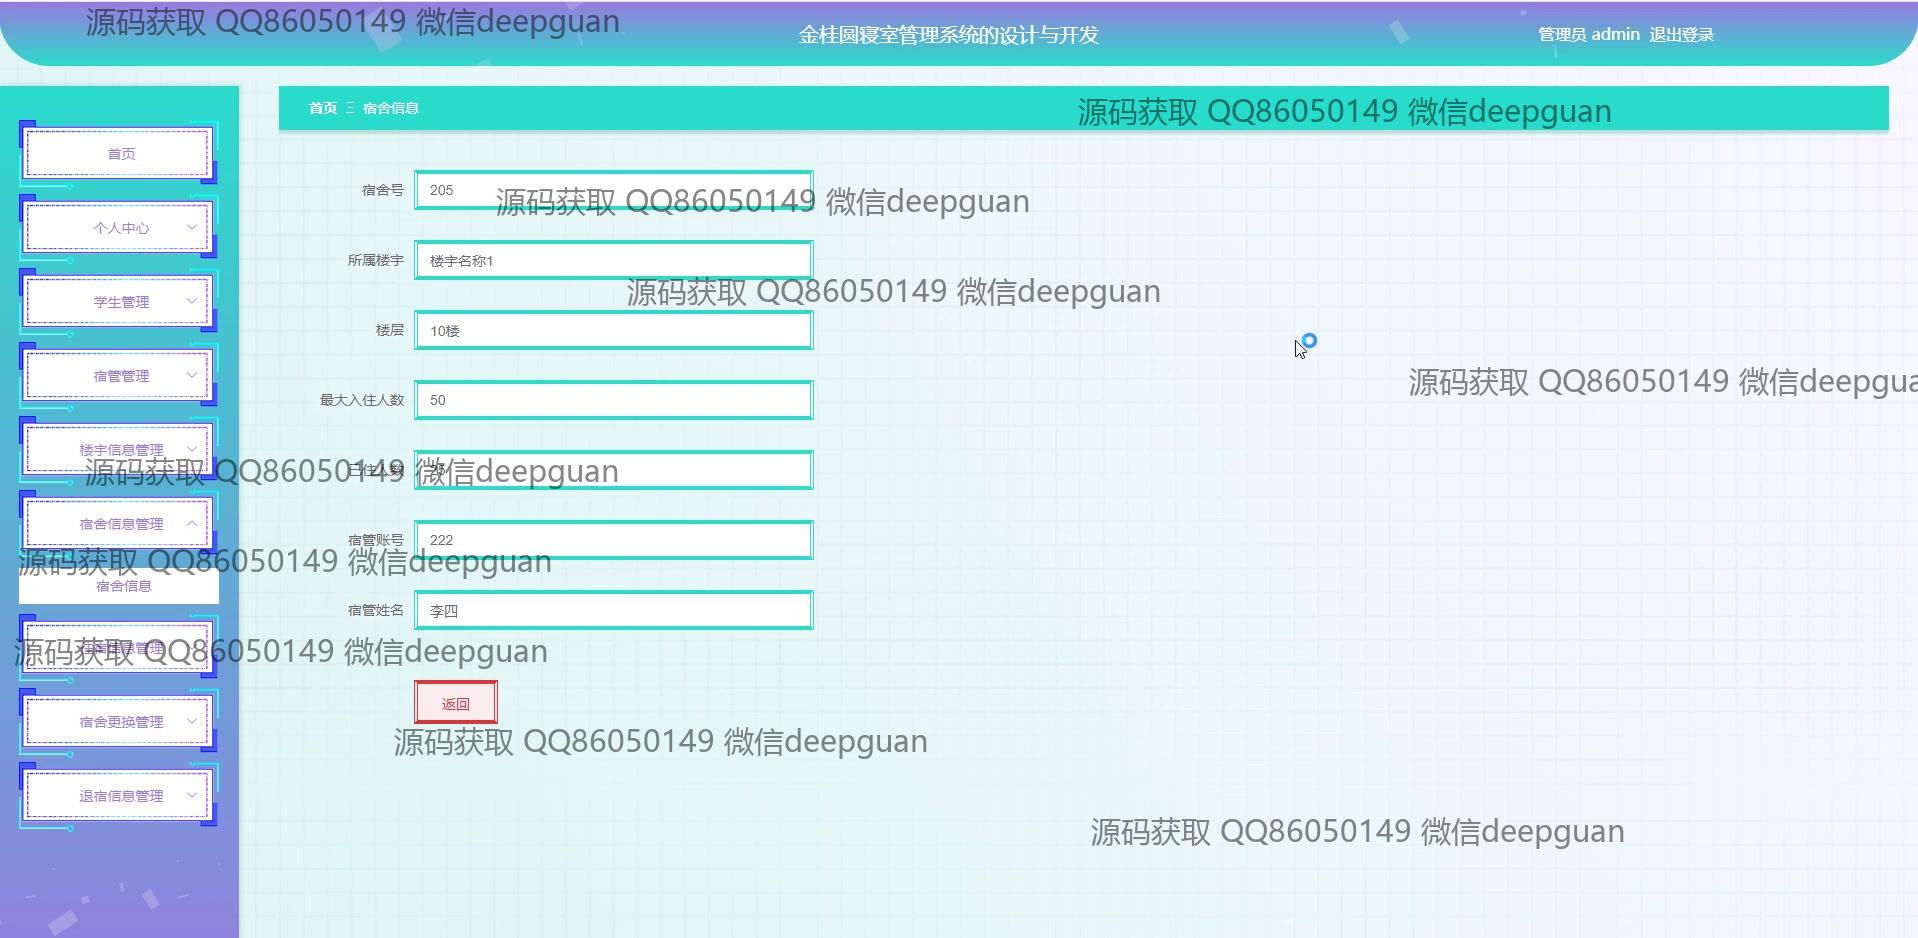 源码获取 QQ86050149 微信deepguan
金桂圆寝室管理系统的设计与开发
管理员 admin 退出登录
首页 Ξ 宿舍信息
源码获取 QQ86050149 微信deepguan
首页
个人中心
学生管理
宿管管理
楼宇信息管理
宿舍信息管理
宿舍信息
宿舍更换管理
退宿信息管理
宿舍号 205
源码获取 QQ86050149 微信deepguan
所属楼宇 楼宇名称1
源码获取 QQ86050149 微信deepguan
楼层 10楼
源码获取 QQ86050149 微信deepgua
最大入住人数 50
已住人数
源码获取 QQ86050149 微信deepguan
宿管账号 222
源码获取 QQ86050149 微信deepguan
宿管姓名 李四
源码获取 QQ86050149 微信deepguan
返回
源码获取 QQ86050149 微信deepguan
源码获取 QQ86050149 微信deepguan